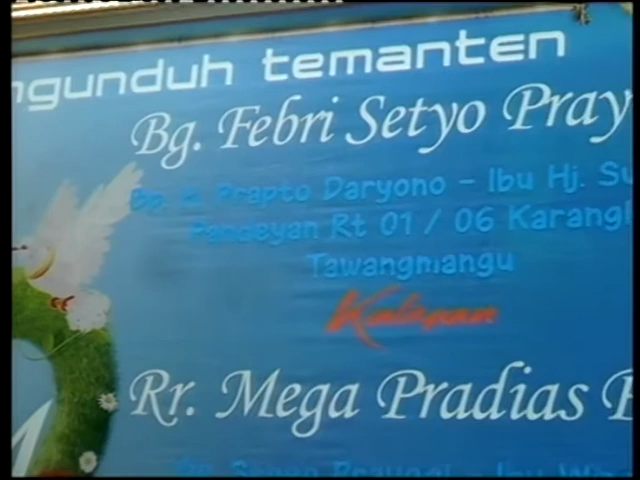 ngunduh temanten
Bg. Febri Setyo Pray
Bp. H. Prapto Daryono - Ibu Hj. Su
Pandeyan Rt 01 / 06 Karangl
Tawangmangu
Kalayan
Rr. Mega Pradias